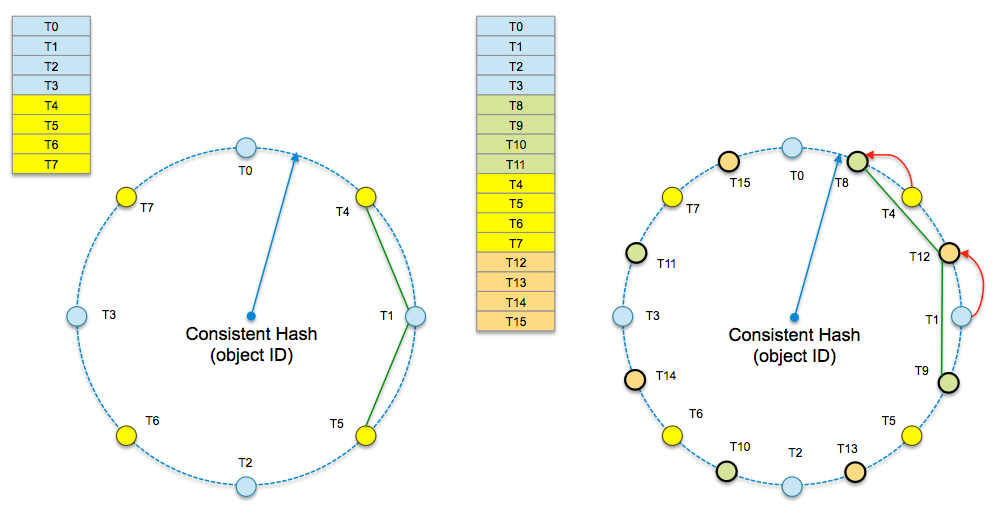 T0
T1
T2
T3
T4
T5
T6
T7
T0
T4
T7
T3
T1
Consistent Hash
(object ID)
T6
T5
T2
T0
T1
T2
T3
T8
T9
T10
T11
T4
T5
T6
T7
T12
T13
T14
T15
T15
T0
T8
T7
T4
T11
T12
T3
T1
Consistent Hash
(object ID)
T14
T9
T6
T5
T10
T2
T13